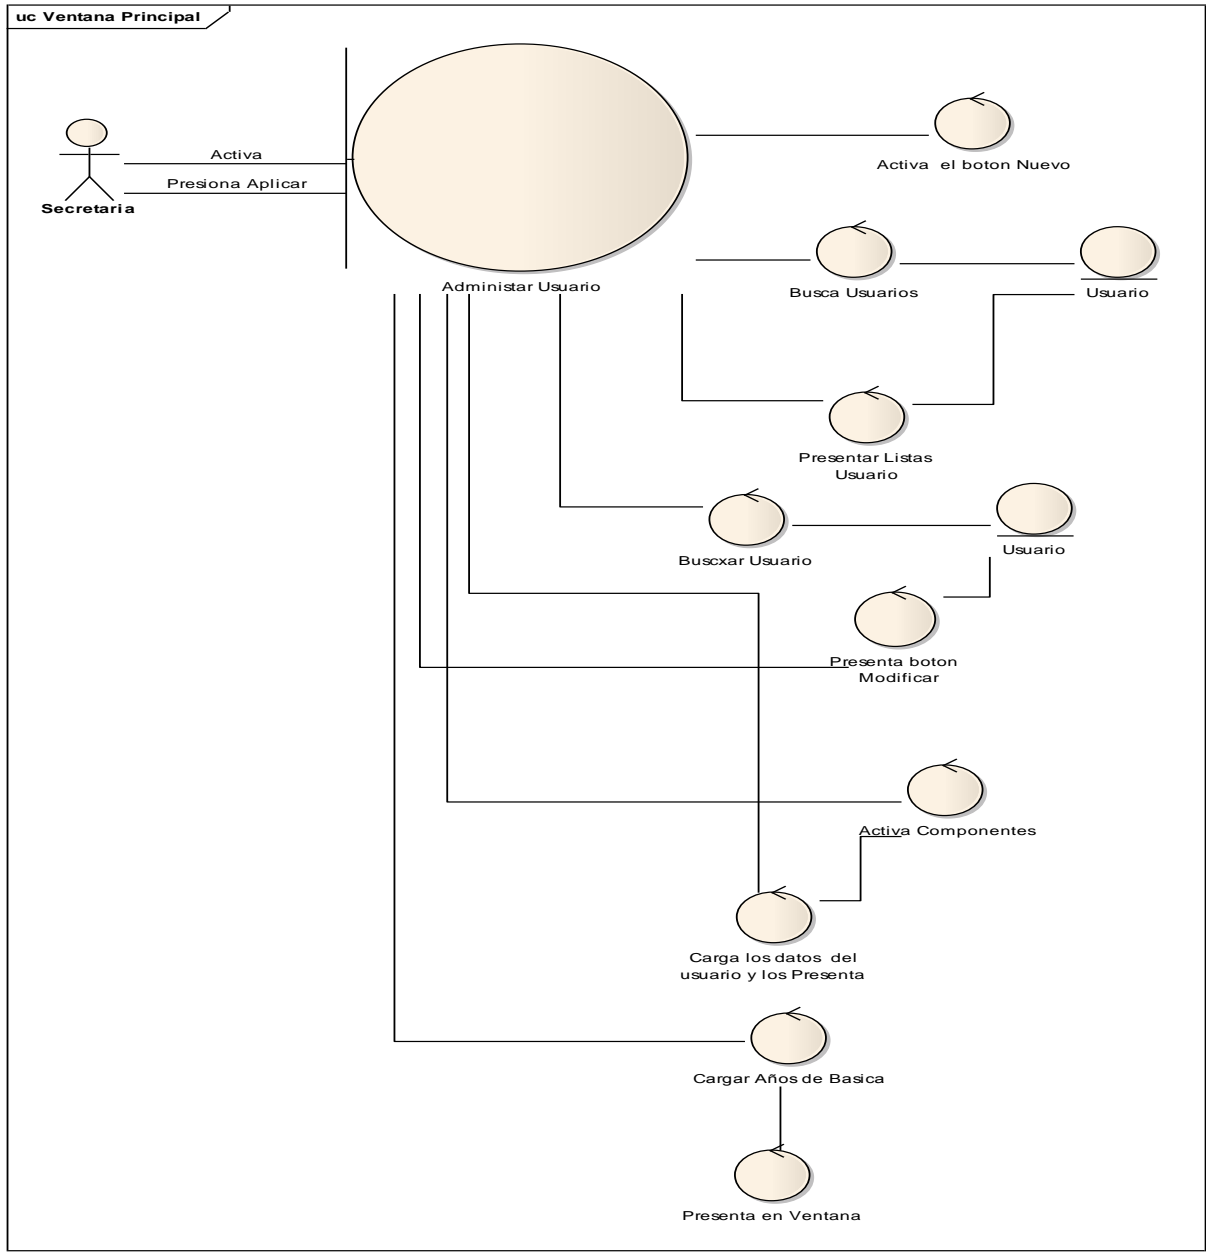 uc Ventana Principal
Activa
Presiona Aplicar
Secretaria
Administar Usuario
Activa el boton Nuevo
Busca Usuarios
Usuario
Presentar Listas
Usuario
Buscxar Usuario
Usuario
Presenta boton
Modificar
Activa Componentes
Carga los datos del
usuario y los Presenta
Cargar Años de Basica
Presenta en Ventana